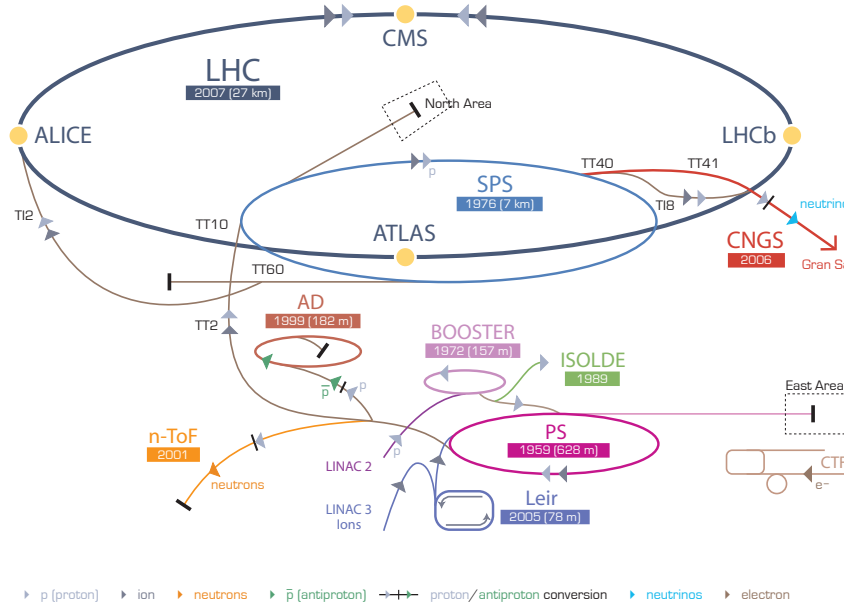 CMS
LHC
2007 (27 km)
North Area
ALICE
LHCb
TT40
TT41
p
SPS
1976 (7 km)
TI2
TI8
neutrino
TT10
ATLAS
CNGS
2006
Gran Sa
TT60
AD
1999 (182 m)
TT2
BOOSTER
1972 (157 m)
ISOLDE
1989
East Area
p̅
p
n-ToF
2001
PS
1959 (628 m)
p
LINAC 2
neutrons
CTF
e−
LINAC 3
Ions
Leir
2005 (78 m)
p (proton)
ion
neutrons
p̅ (antiproton)
proton/antiproton conversion
neutrinos
electron